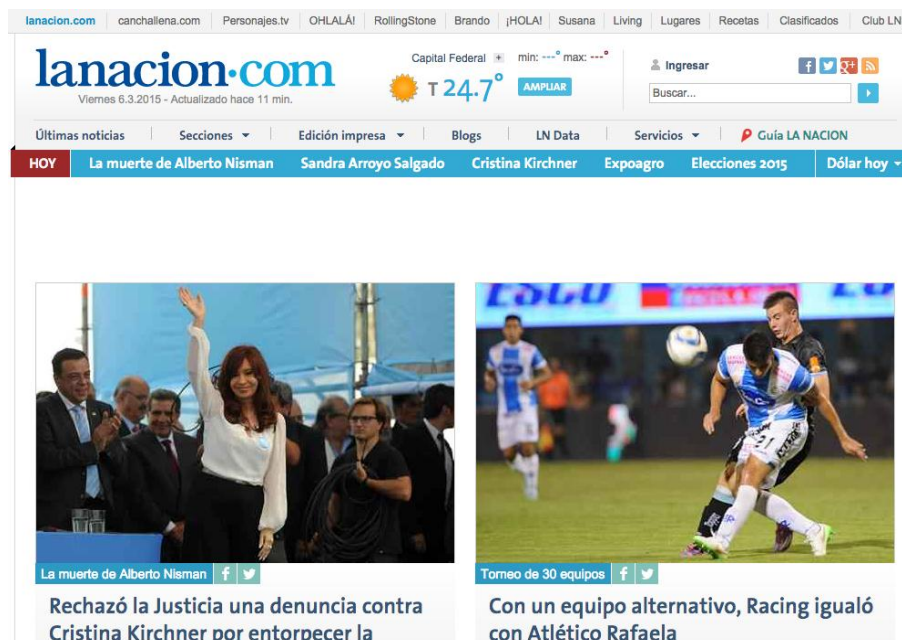 lanacion.com canchallena.com Personajes.tv OHLALÁ! RollingStone Brando ¡HOLA! Susana Living Lugares Recetas Clasificados Club LN
lanacion.com
Viernes 6.3.2015 - Actualizado hace 11 min.
Capital Federal + min: ---° max: ---°
T 24.7°
AMPLIAR
Ingresar
Buscar...
Últimas noticias Secciones Edición impresa Blogs LN Data Servicios Guía LA NACION
HOY La muerte de Alberto Nisman Sandra Arroyo Salgado Cristina Kirchner Expoagro Elecciones 2015 Dólar hoy
La muerte de Alberto Nisman
Rechazó la Justicia una denuncia contra
Cristina Kirchner por entorpecer la
Torneo de 30 equipos
Con un equipo alternativo, Racing igualó
con Atlético Rafaela